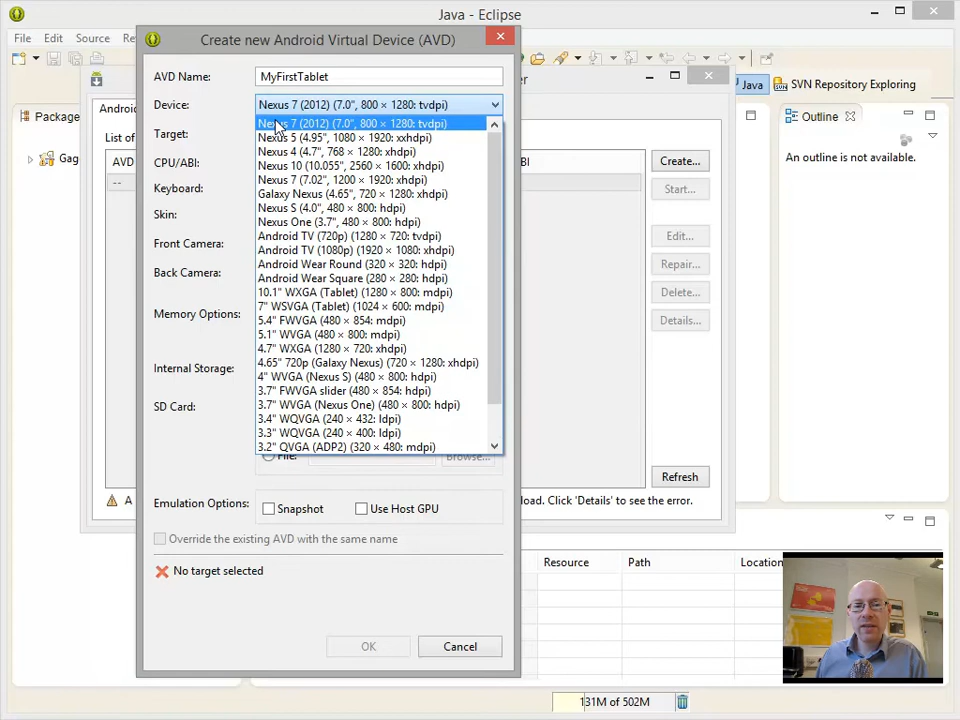 Java - Eclipse
File Edit Source Re
Create new Android Virtual Device (AVD)
er
Java
SVN Repository Exploring
Package
Gag
Android
List of
AVD
--
BI
Create...
Start...
Edit...
Repair...
Delete...
Details...
Refresh
Outline
An outline is not available.
AVD Name: MyFirstTablet
Device: Nexus 7 (2012) (7.0", 800 × 1280: tvdpi)
Target:
CPU/ABI:
Keyboard:
Skin:
Front Camera:
Back Camera:
Memory Options:
Internal Storage:
SD Card:
Nexus 7 (2012) (7.0", 800 × 1280: tvdpi)
Nexus 5 (4.95", 1080 × 1920: xxhdpi)
Nexus 4 (4.7", 768 × 1280: xhdpi)
Nexus 10 (10.055", 2560 × 1600: xhdpi)
Nexus 7 (7.02", 1200 × 1920: xhdpi)
Galaxy Nexus (4.65", 720 × 1280: xhdpi)
Nexus S (4.0", 480 × 800: hdpi)
Nexus One (3.7", 480 × 800: hdpi)
Android TV (720p) (1280 × 720: tvdpi)
Android TV (1080p) (1920 × 1080: xhdpi)
Android Wear Round (320 × 320: hdpi)
Android Wear Square (280 × 280: hdpi)
10.1" WXGA (Tablet) (1280 × 800: mdpi)
7" WSVGA (Tablet) (1024 × 600: mdpi)
5.4" FWVGA (480 × 854: mdpi)
5.1" WVGA (480 × 800: mdpi)
4.7" WXGA (1280 × 720: xhdpi)
4.65" 720p (Galaxy Nexus) (720 × 1280: xhdpi)
4" WVGA (Nexus S) (480 × 800: hdpi)
3.7" FWVGA slider (480 × 854: hdpi)
3.7" WVGA (Nexus One) (480 × 800: hdpi)
3.4" WQVGA (240 × 432: ldpi)
3.3" WQVGA (240 × 400: ldpi)
3.2" QVGA (ADP2) (320 × 480: mdpi)
File:
Browse...
A
load. Click 'Details' to see the error.
Emulation Options: Snapshot Use Host GPU
Override the existing AVD with the same name
No target selected
OK Cancel
Resource Path Location
131M of 502M